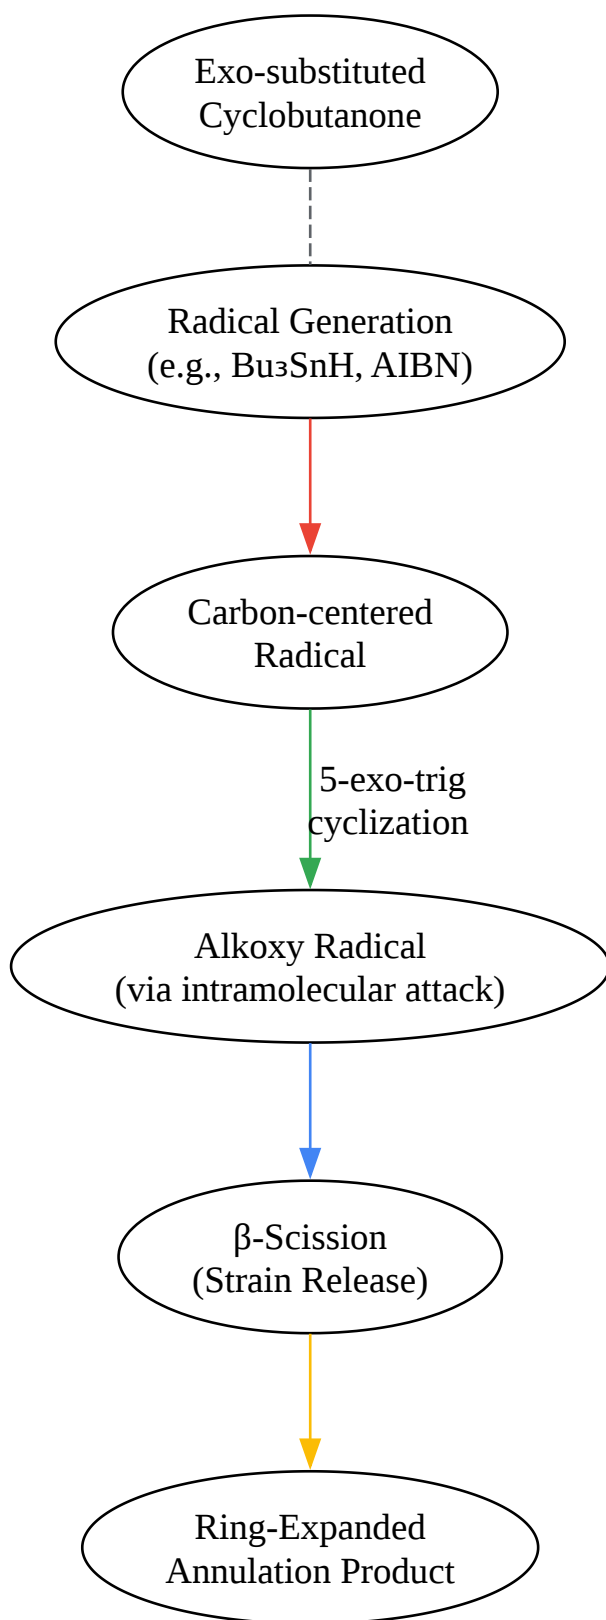 Exo-substituted
Cyclobutanone
Radical Generation
(e.g., Bu₃SnH, AIBN)
Carbon-centered
Radical
5-exo-trig
cyclization
Alkoxy Radical
(via intramolecular attack)
β-Scission
(Strain Release)
Ring-Expanded
Annulation Product